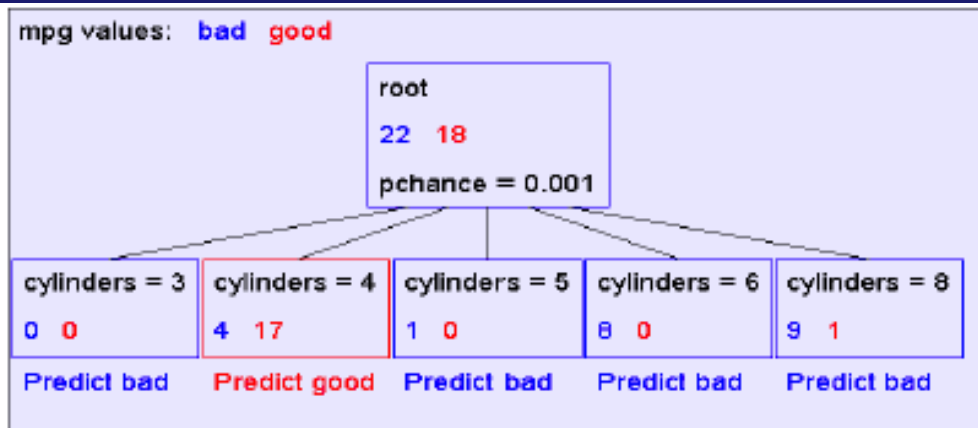 mpg values: bad good
root
22 18
pchance = 0.001
cylinders = 3 cylinders = 4 cylinders = 5 cylinders = 6 cylinders = 8
0 0 4 17 1 0 8 0 9 1
Predict bad Predict good Predict bad Predict bad Predict bad